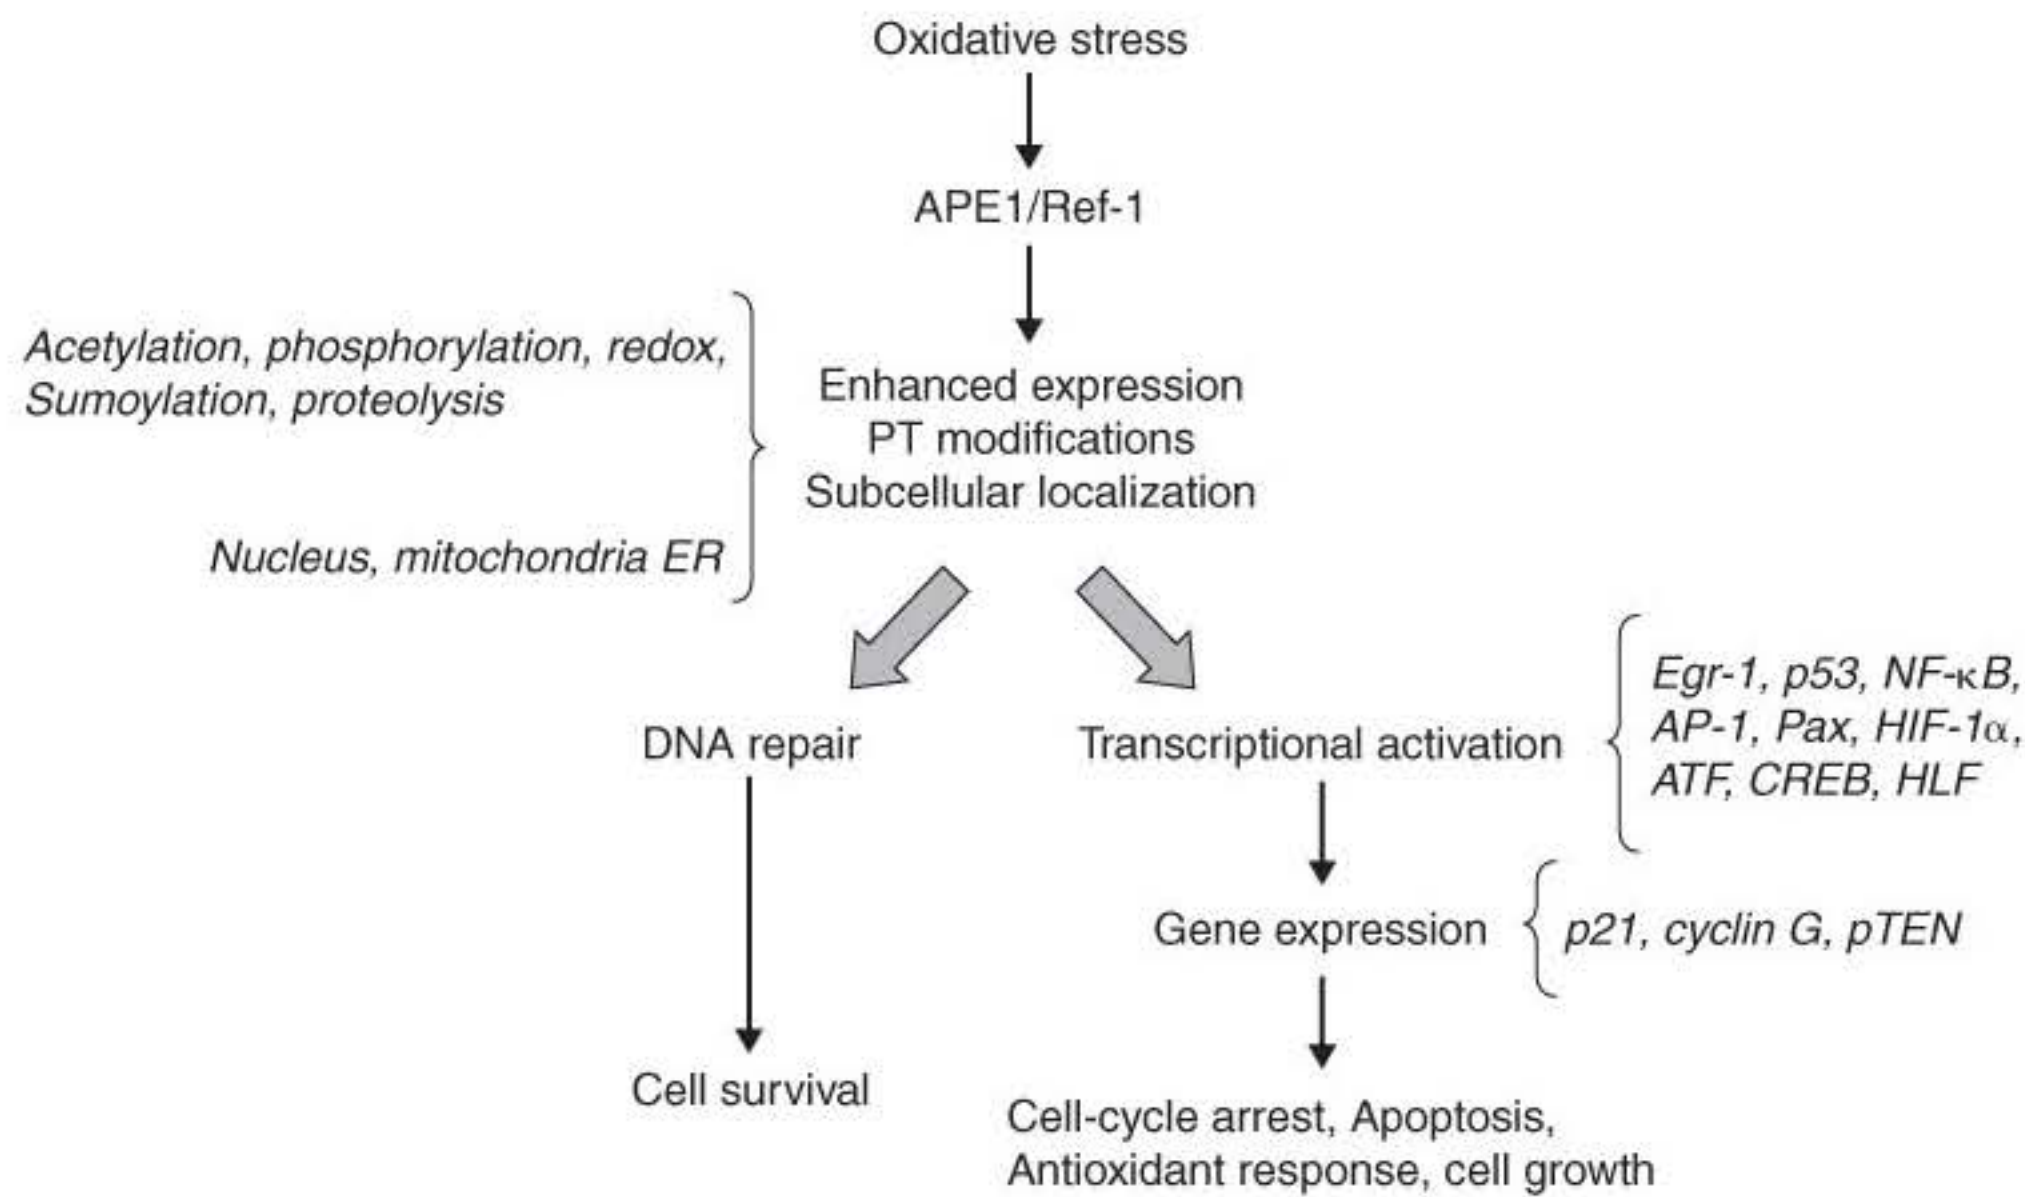 Oxidative stress
APE1/Ref-1
Acetylation, phosphorylation, redox,
Sumoylation, proteolysis
Nucleus, mitochondria ER
Enhanced expression
PT modifications
Subcellular localization
DNA repair
Cell survival
Transcriptional activation
Egr-1, p53, NF-κB,
AP-1, Pax, HIF-1α,
ATF, CREB, HLF
Gene expression
p21, cyclin G, pTEN
Cell-cycle arrest, Apoptosis,
Antioxidant response, cell growth